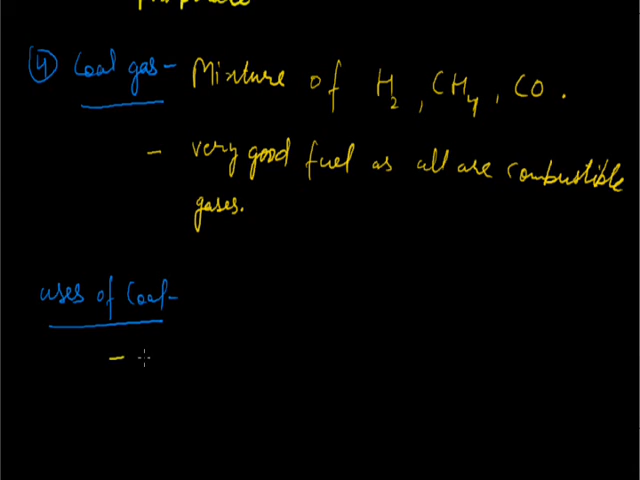 ④ Coal gas - Mixture of H₂, CH₄, CO.
- very good fuel as all are combustible
gases.
uses of Coal-
-